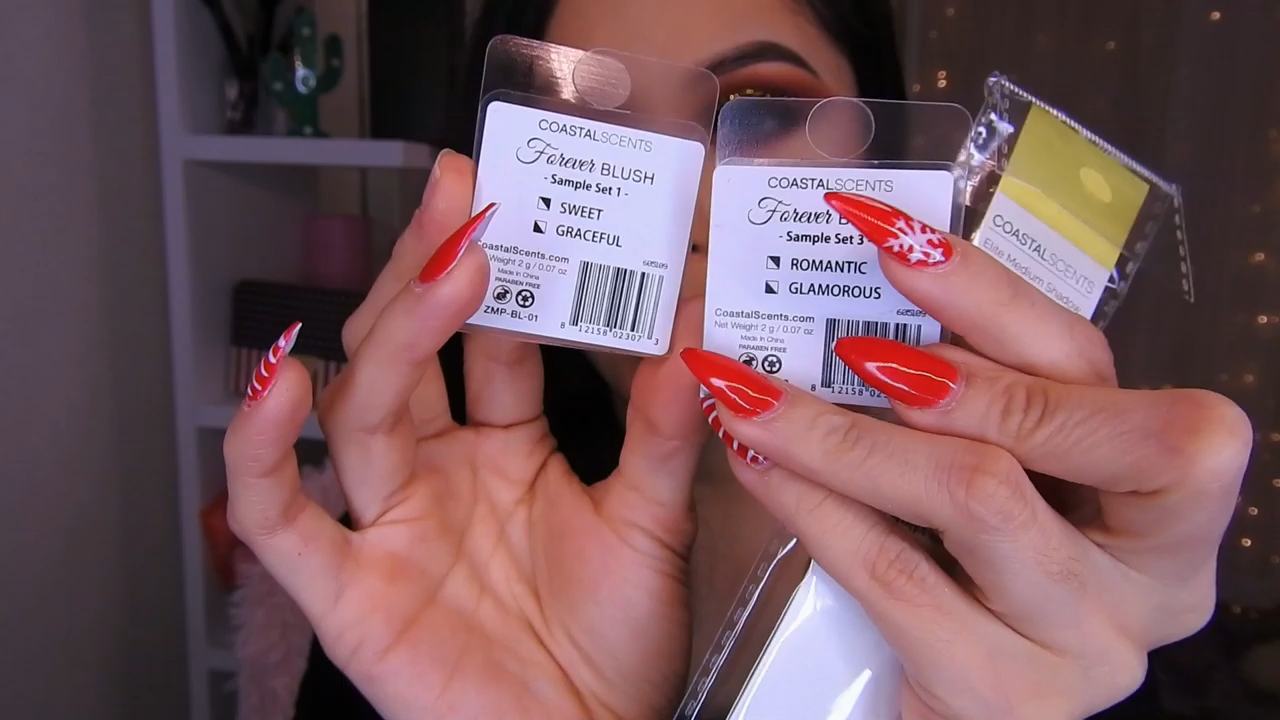 COASTALSCENTS
Forever BLUSH
- Sample Set 1 -
SWEET
GRACEFUL
CoastalScents.com
Weight 2 g / 0.07 oz
Made in China
PARABEN FREE
ZMP-BL-01
605109
8 12158 02307 3
COASTALSCENTS
Forever
- Sample Set 3
ROMANTIC
GLAMOROUS
CoastalScents.com
Net Weight 2 g / 0.07 oz
Made in China
PARABEN FREE
605109
8 12158
COASTALSCENTS
Elite Medium Shadow